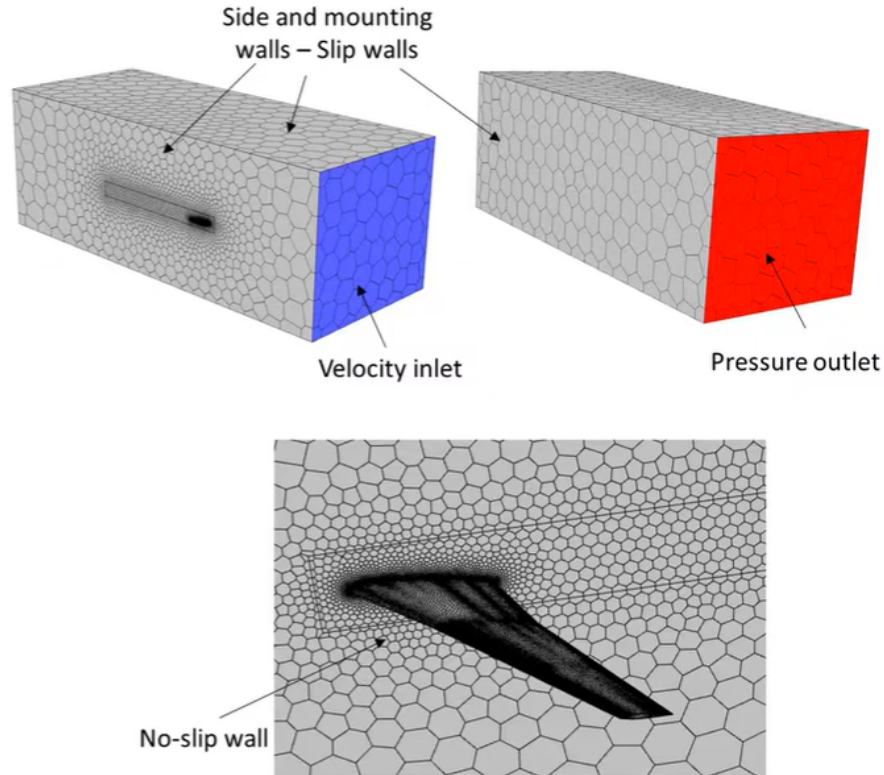 Side and mounting
walls – Slip walls
Velocity inlet
Pressure outlet
No-slip wall